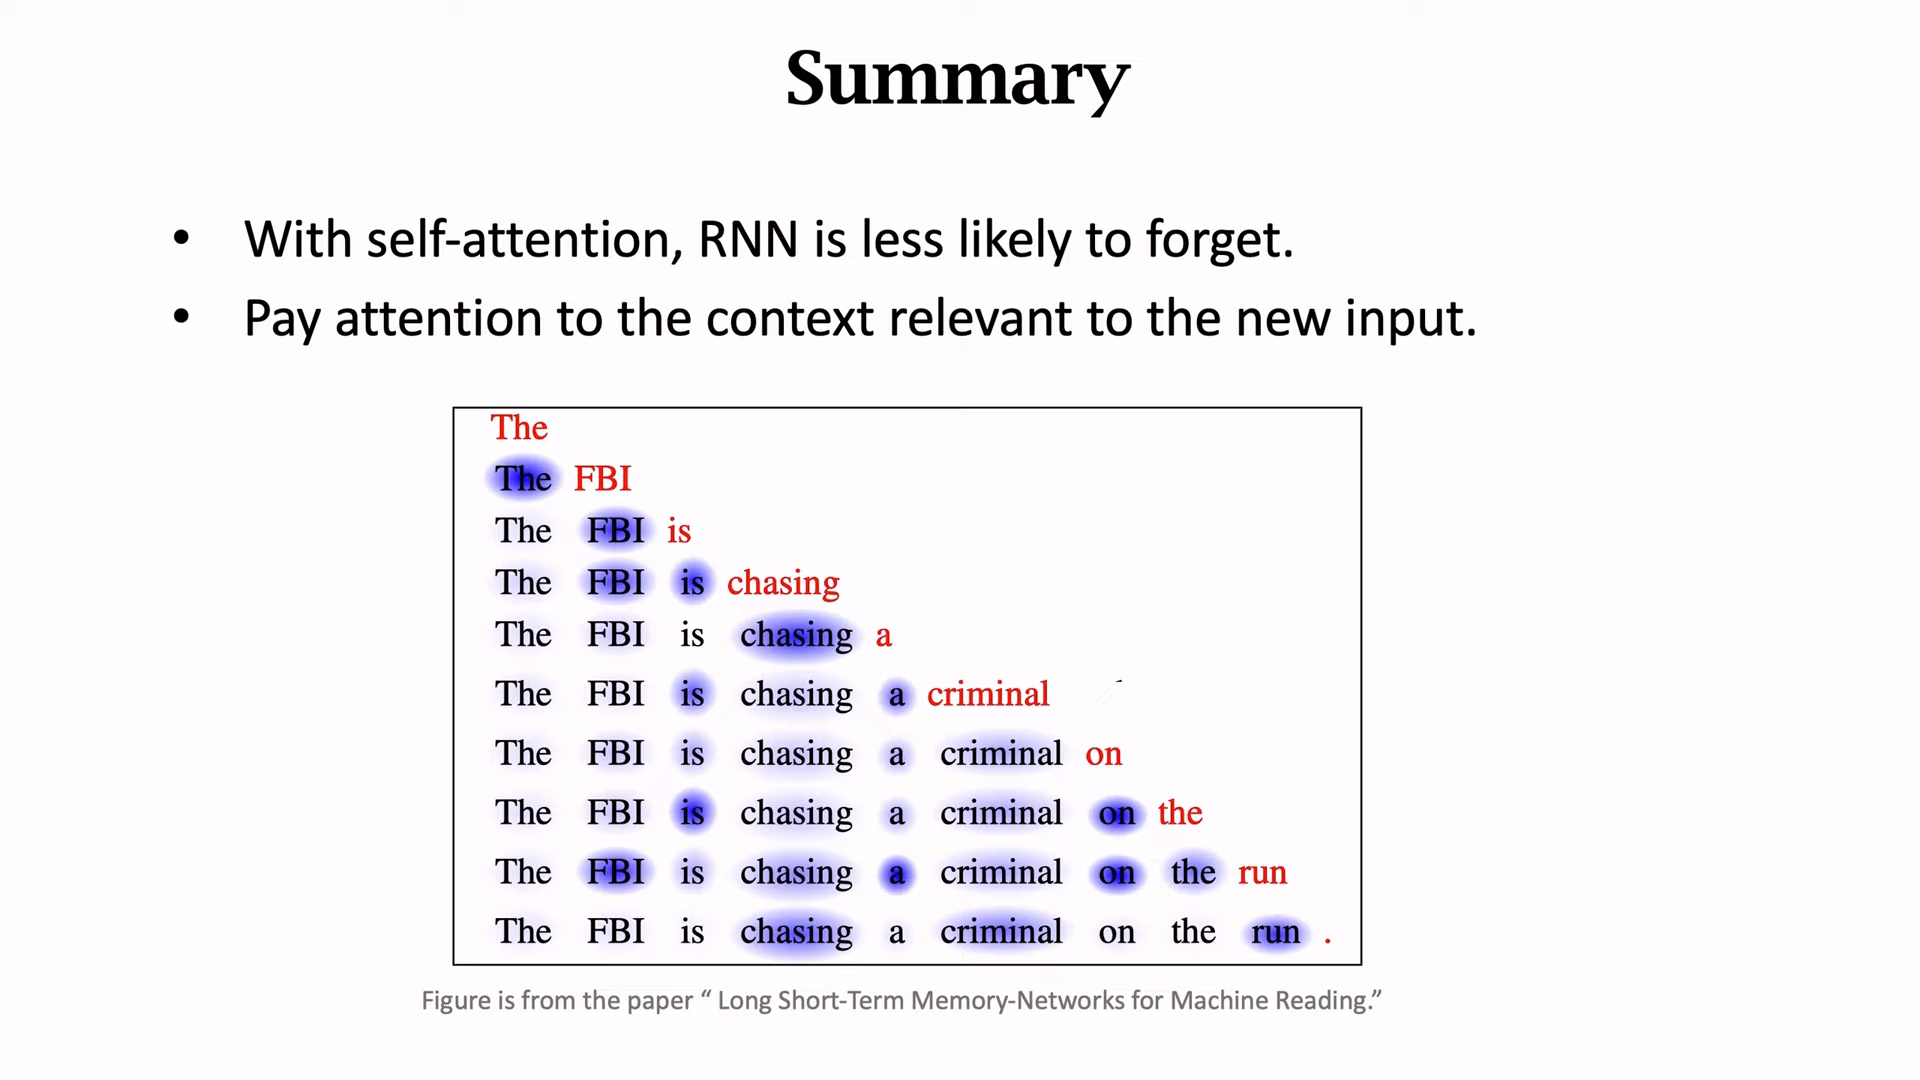 Summary
• With self-attention, RNN is less likely to forget.
• Pay attention to the context relevant to the new input.
The
The FBI
The FBI is
The FBI is chasing
The FBI is chasing a
The FBI is chasing a criminal
The FBI is chasing a criminal on
The FBI is chasing a criminal on the
The FBI is chasing a criminal on the run
The FBI is chasing a criminal on the run .
Figure is from the paper “ Long Short-Term Memory-Networks for Machine Reading.”